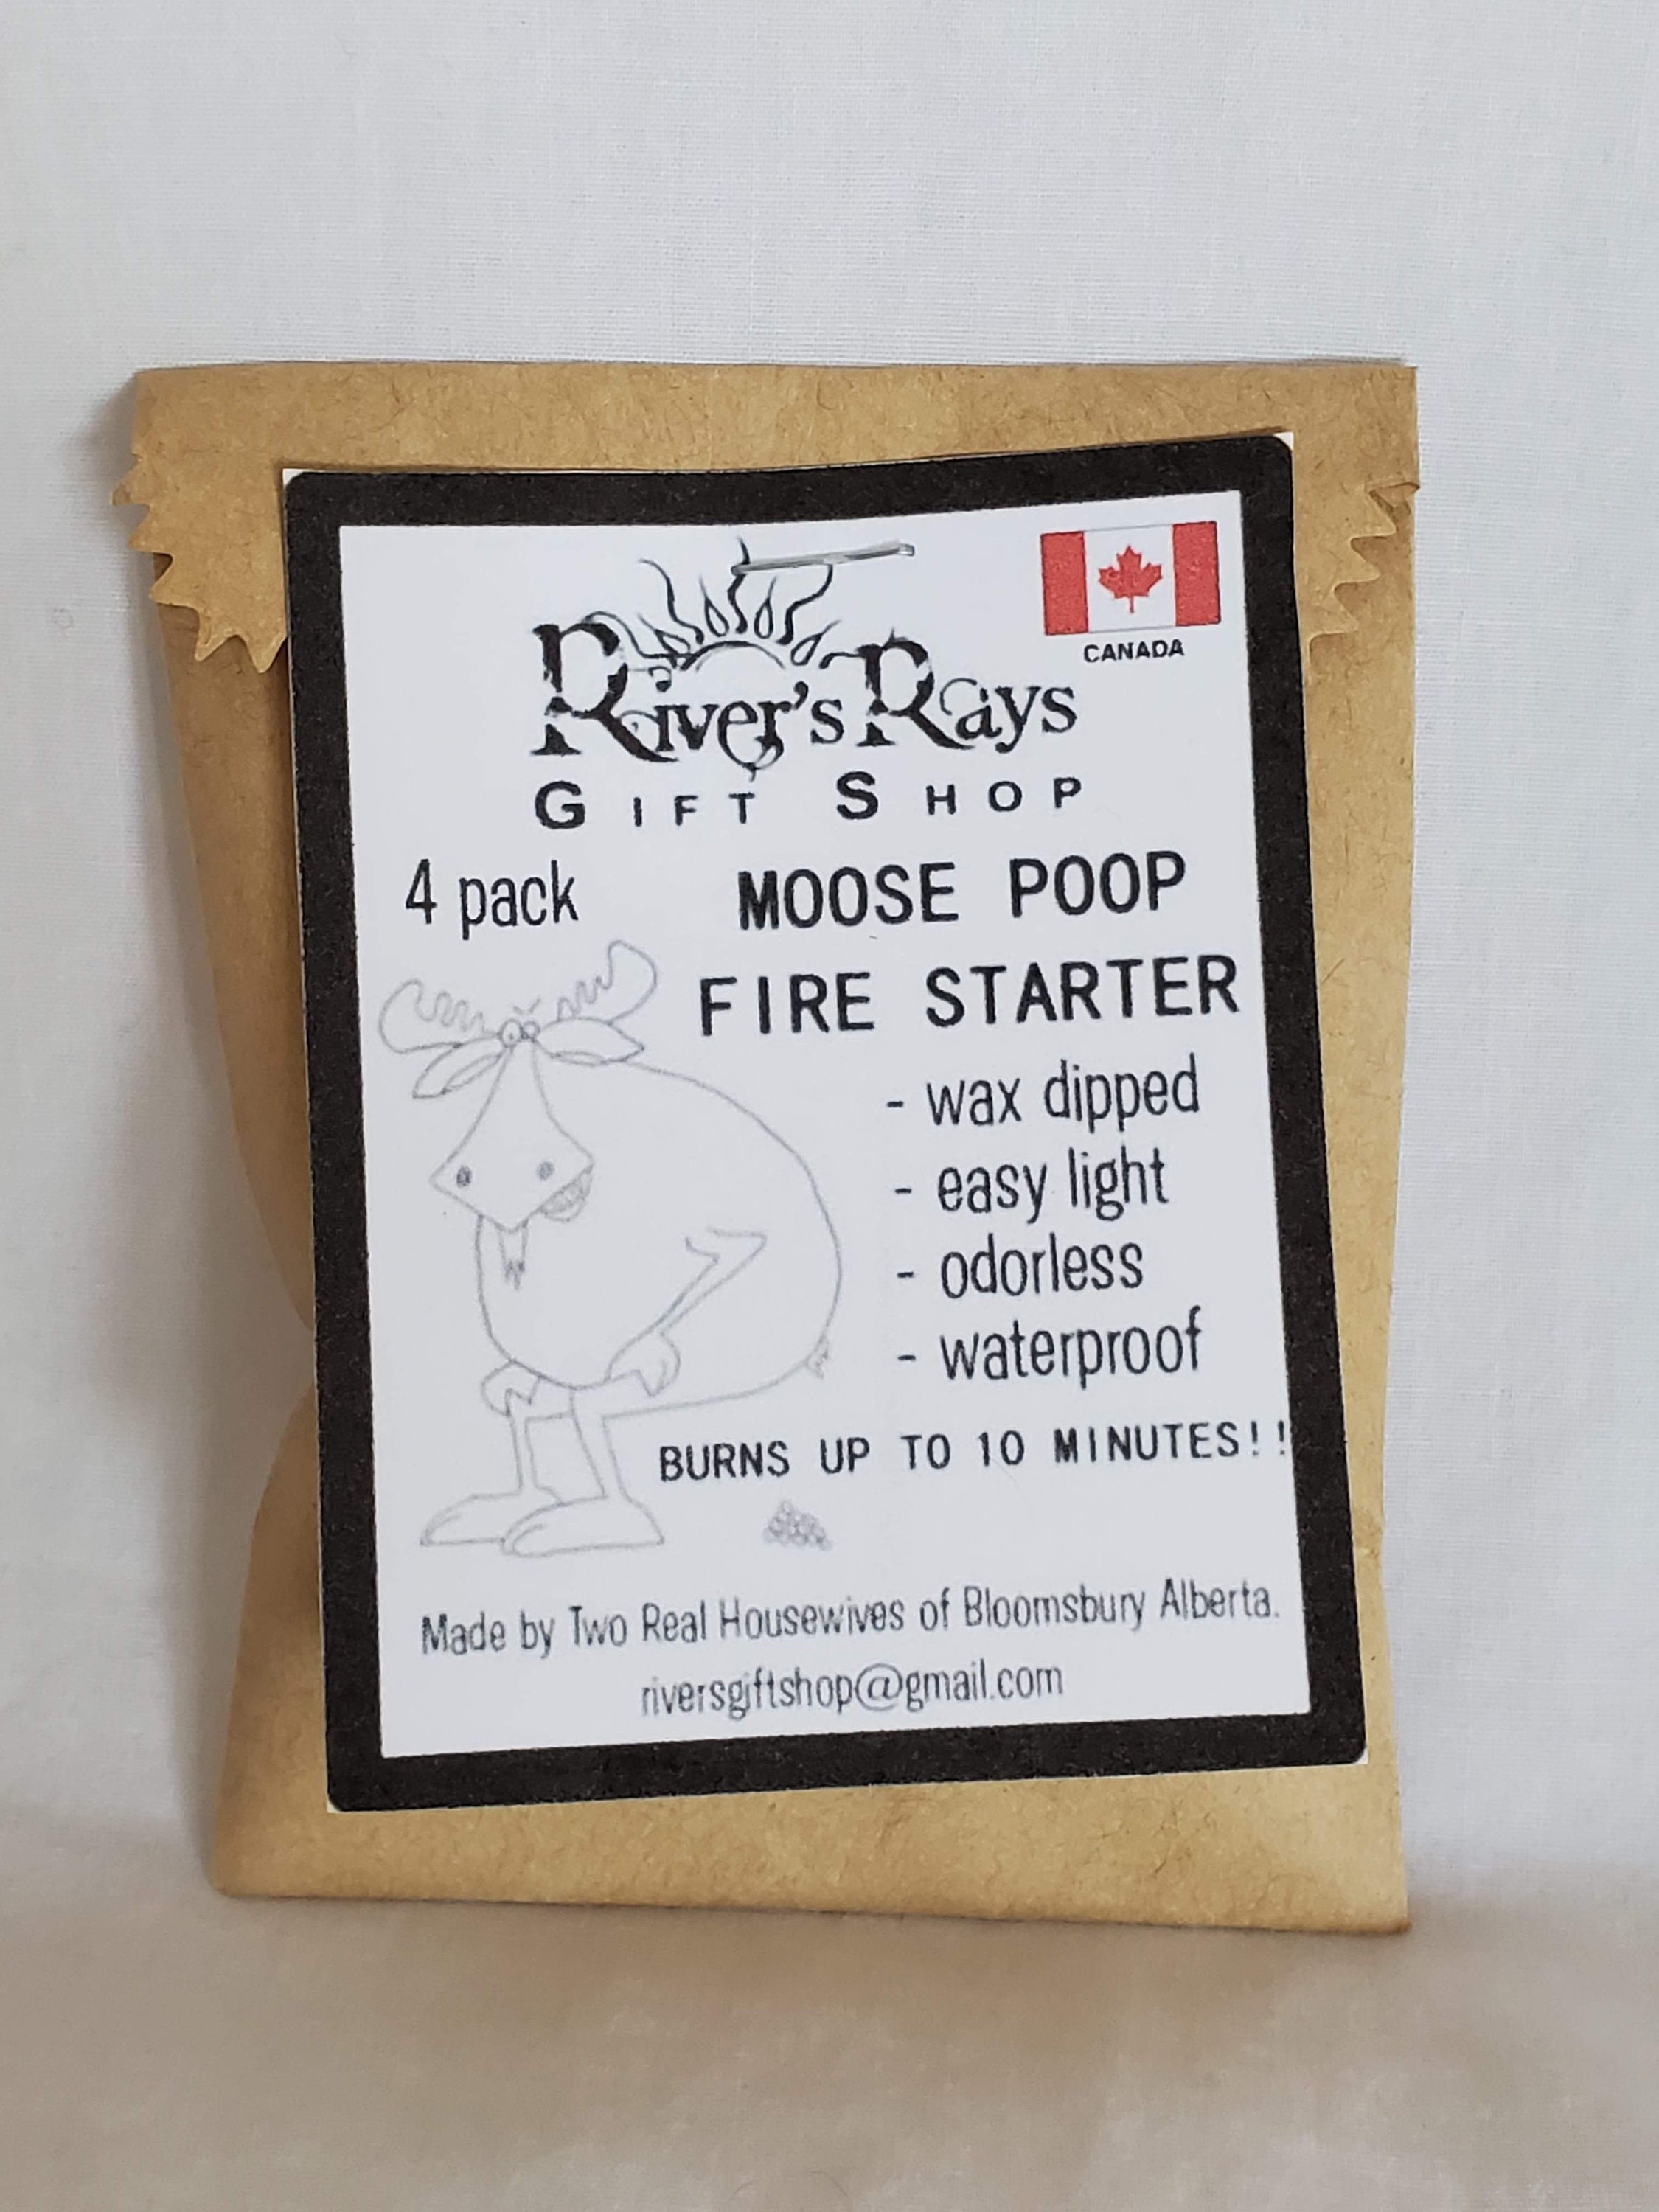 River's Rays
GIFT SHOP
CANADA
4 pack
MOOSE POOP
FIRE STARTER
- wax dipped
- easy light
- odorless
- waterproof
BURNS UP TO 10 MINUTES!!
Made by Two Real Housewives of Bloomsbury Alberta.
riversgiftshop@gmail.com